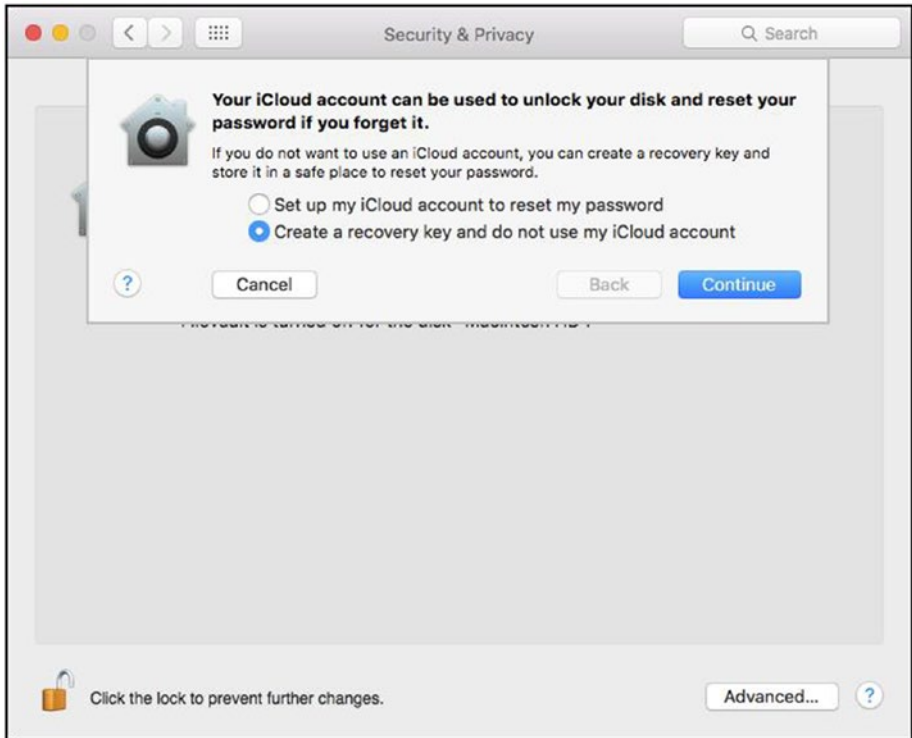 Security & Privacy
Search
Your iCloud account can be used to unlock your disk and reset your
password if you forget it.
If you do not want to use an iCloud account, you can create a recovery key and
store it in a safe place to reset your password.
Set up my iCloud account to reset my password
Create a recovery key and do not use my iCloud account
?
Cancel
Back
Continue
Click the lock to prevent further changes.
Advanced...
?